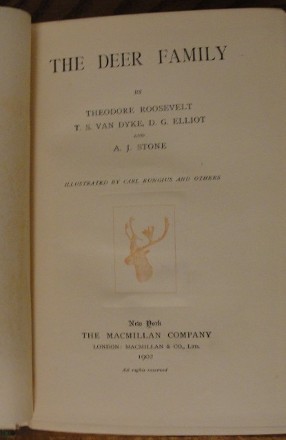 THE DEER FAMILY
BY
THEODORE ROOSEVELT
T. S. VAN DYKE, D. G. ELLIOT
AND
A. J. STONE
ILLUSTRATED BY CARL RUNGIUS AND OTHERS
New York
THE MACMILLAN COMPANY
LONDON: MACMILLAN & CO., Ltd.
1902
All rights reserved